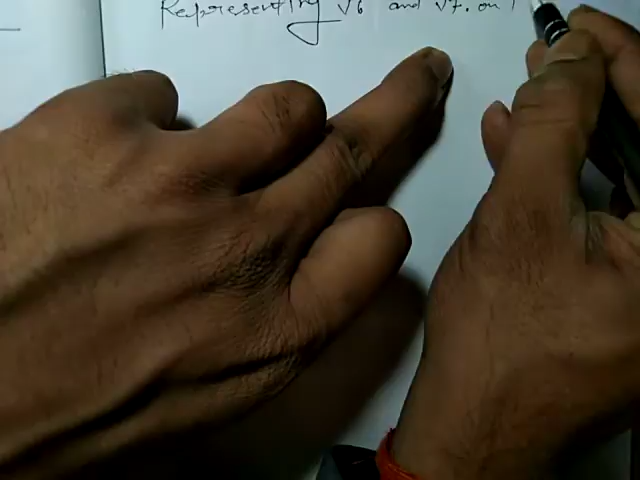 Representing √6 and √7. on